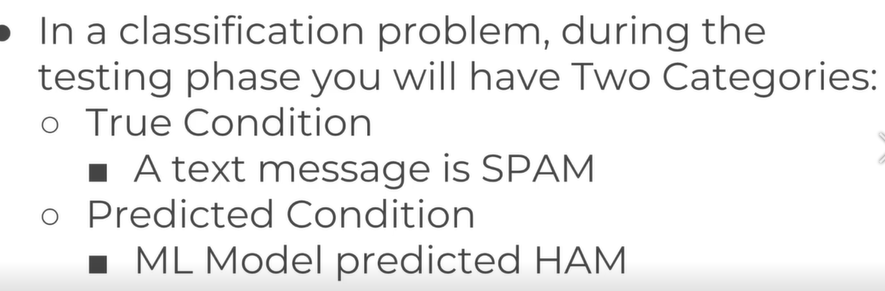 ● In a classification problem, during the
testing phase you will have Two Categories:
○ True Condition
■ A text message is SPAM
○ Predicted Condition
■ ML Model predicted HAM